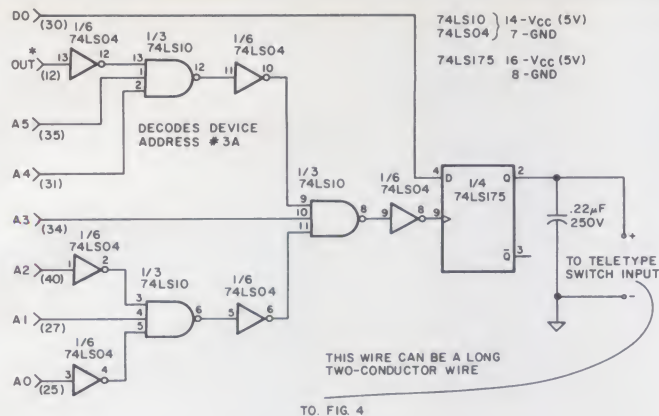 D0
(30)
OUT*
(12)
13
1/6
74LS04
12
1/3
74LS10
13
1
2
12
1/6
74LS04
11
10
74LS10 14-VCC (5V)
74LS04 7-GND
74LS175 16-VCC (5V)
8-GND
A5
(35)
A4
(31)
DECODES DEVICE
ADDRESS #3A
A3
(34)
1/3
74LS10
9
10
11
8
1/6
74LS04
9
8
4
D
Q
2
1/4
74LS175
9
Q
3
.22µF
250V
+
TO TELETYPE
SWITCH INPUT
-
A2
(40)
1/6
74LS04
1
2
1/3
74LS10
3
4
5
6
1/6
74LS04
5
6
A1
(27)
1/6
74LS04
A0
(25)
3
4
THIS WIRE CAN BE A LONG
TWO-CONDUCTOR WIRE
TO FIG. 4